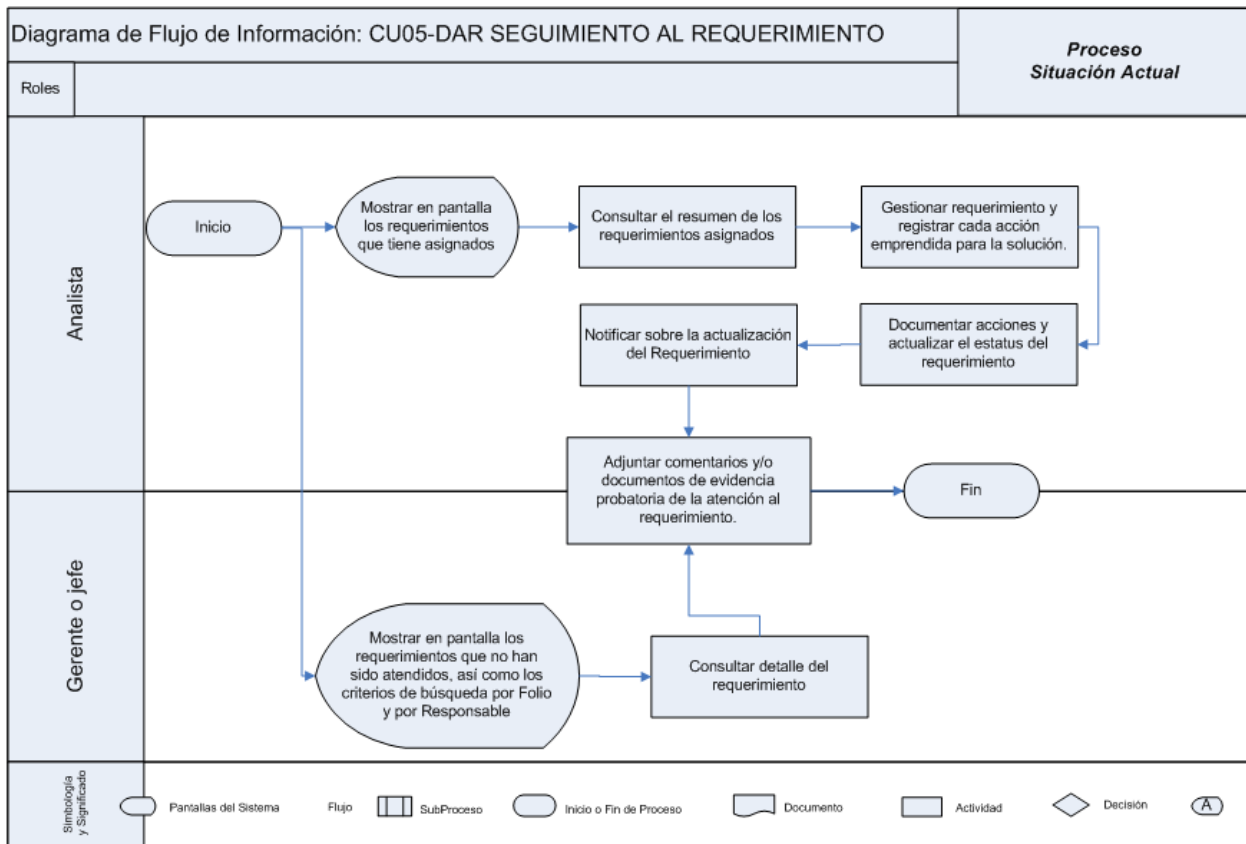 Diagrama de Flujo de Información: CU05-DAR SEGUIMIENTO AL REQUERIMIENTO
Proceso
Situación Actual
Roles
Analista
Inicio
Mostrar en pantalla
los requerimientos
que tiene asignados
Consultar el resumen de los
requerimientos asignados
Gestionar requerimiento y
registrar cada acción
emprendida para la solución.
Notificar sobre la actualización
del Requerimiento
Documentar acciones y
actualizar el estatus del
requerimiento
Adjuntar comentarios y/o
documentos de evidencia
probatoria de la atención al
requerimiento.
Fin
Gerente o jefe
Mostrar en pantalla los
requerimientos que no han
sido atendidos, así como los
criterios de búsqueda por Folio
y por Responsable
Consultar detalle del
requerimiento
Simbología
y Significado
Pantallas del Sistema
Flujo
SubProceso
Inicio o Fin de Proceso
Documento
Actividad
Decisión
A